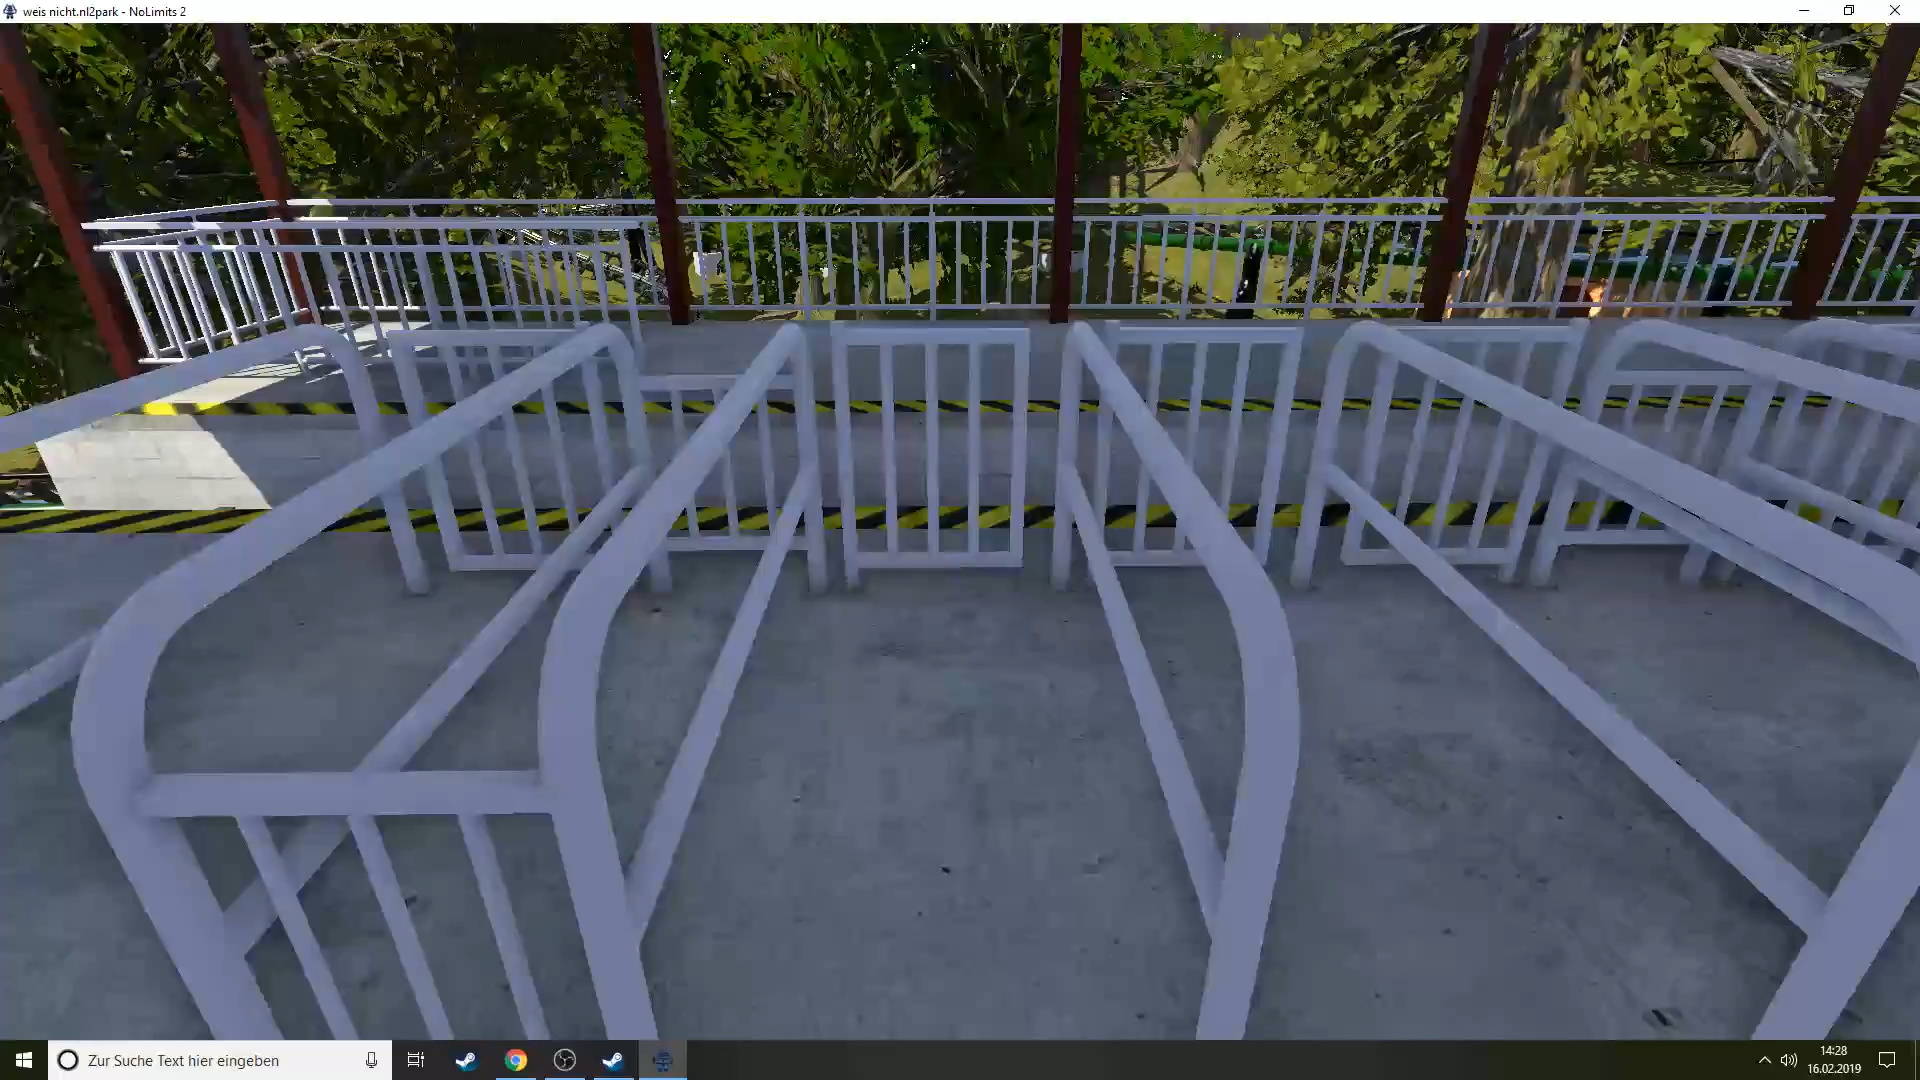 weis nicht.nl2park - NoLimits 2
Zur Suche Text hier eingeben
14:28
16.02.2019